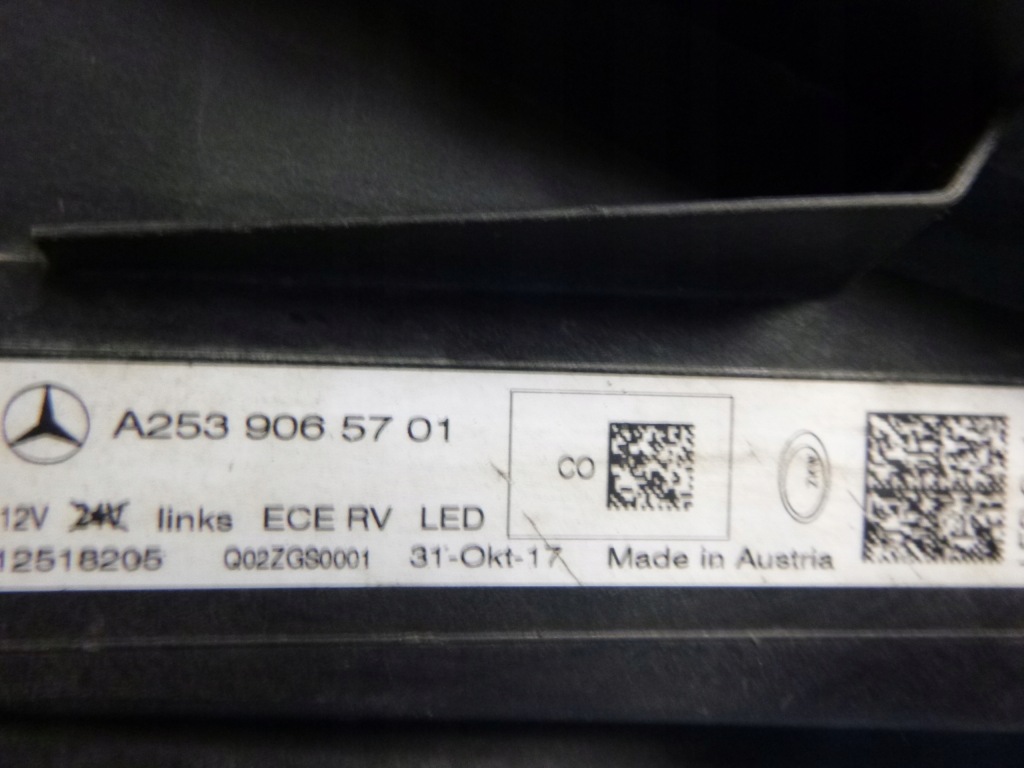 A253 906 57 01
CO
12V 24V links ECE RV LED
12518205 Q02ZGS0001 31-Okt-17 Made in Austria